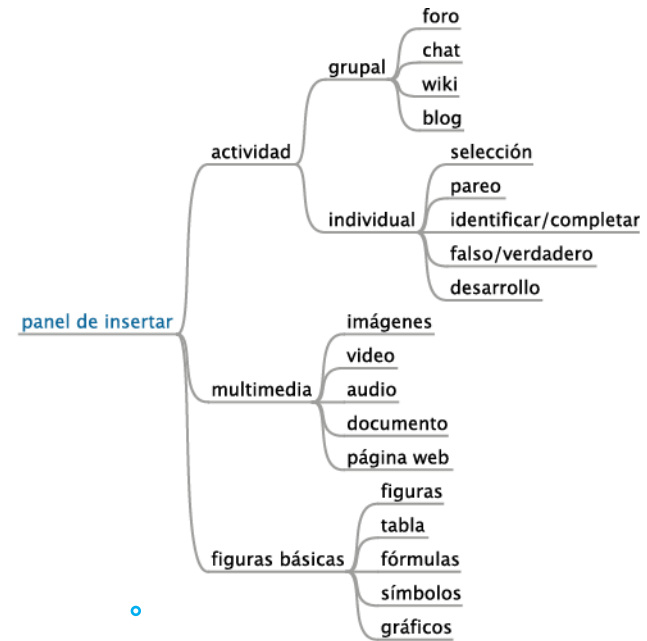 panel de insertar
actividad
grupal
foro
chat
wiki
blog
individual
selección
pareo
identificar/completar
falso/verdadero
desarrollo
multimedia
imágenes
video
audio
documento
página web
figuras básicas
figuras
tabla
fórmulas
símbolos
gráficos